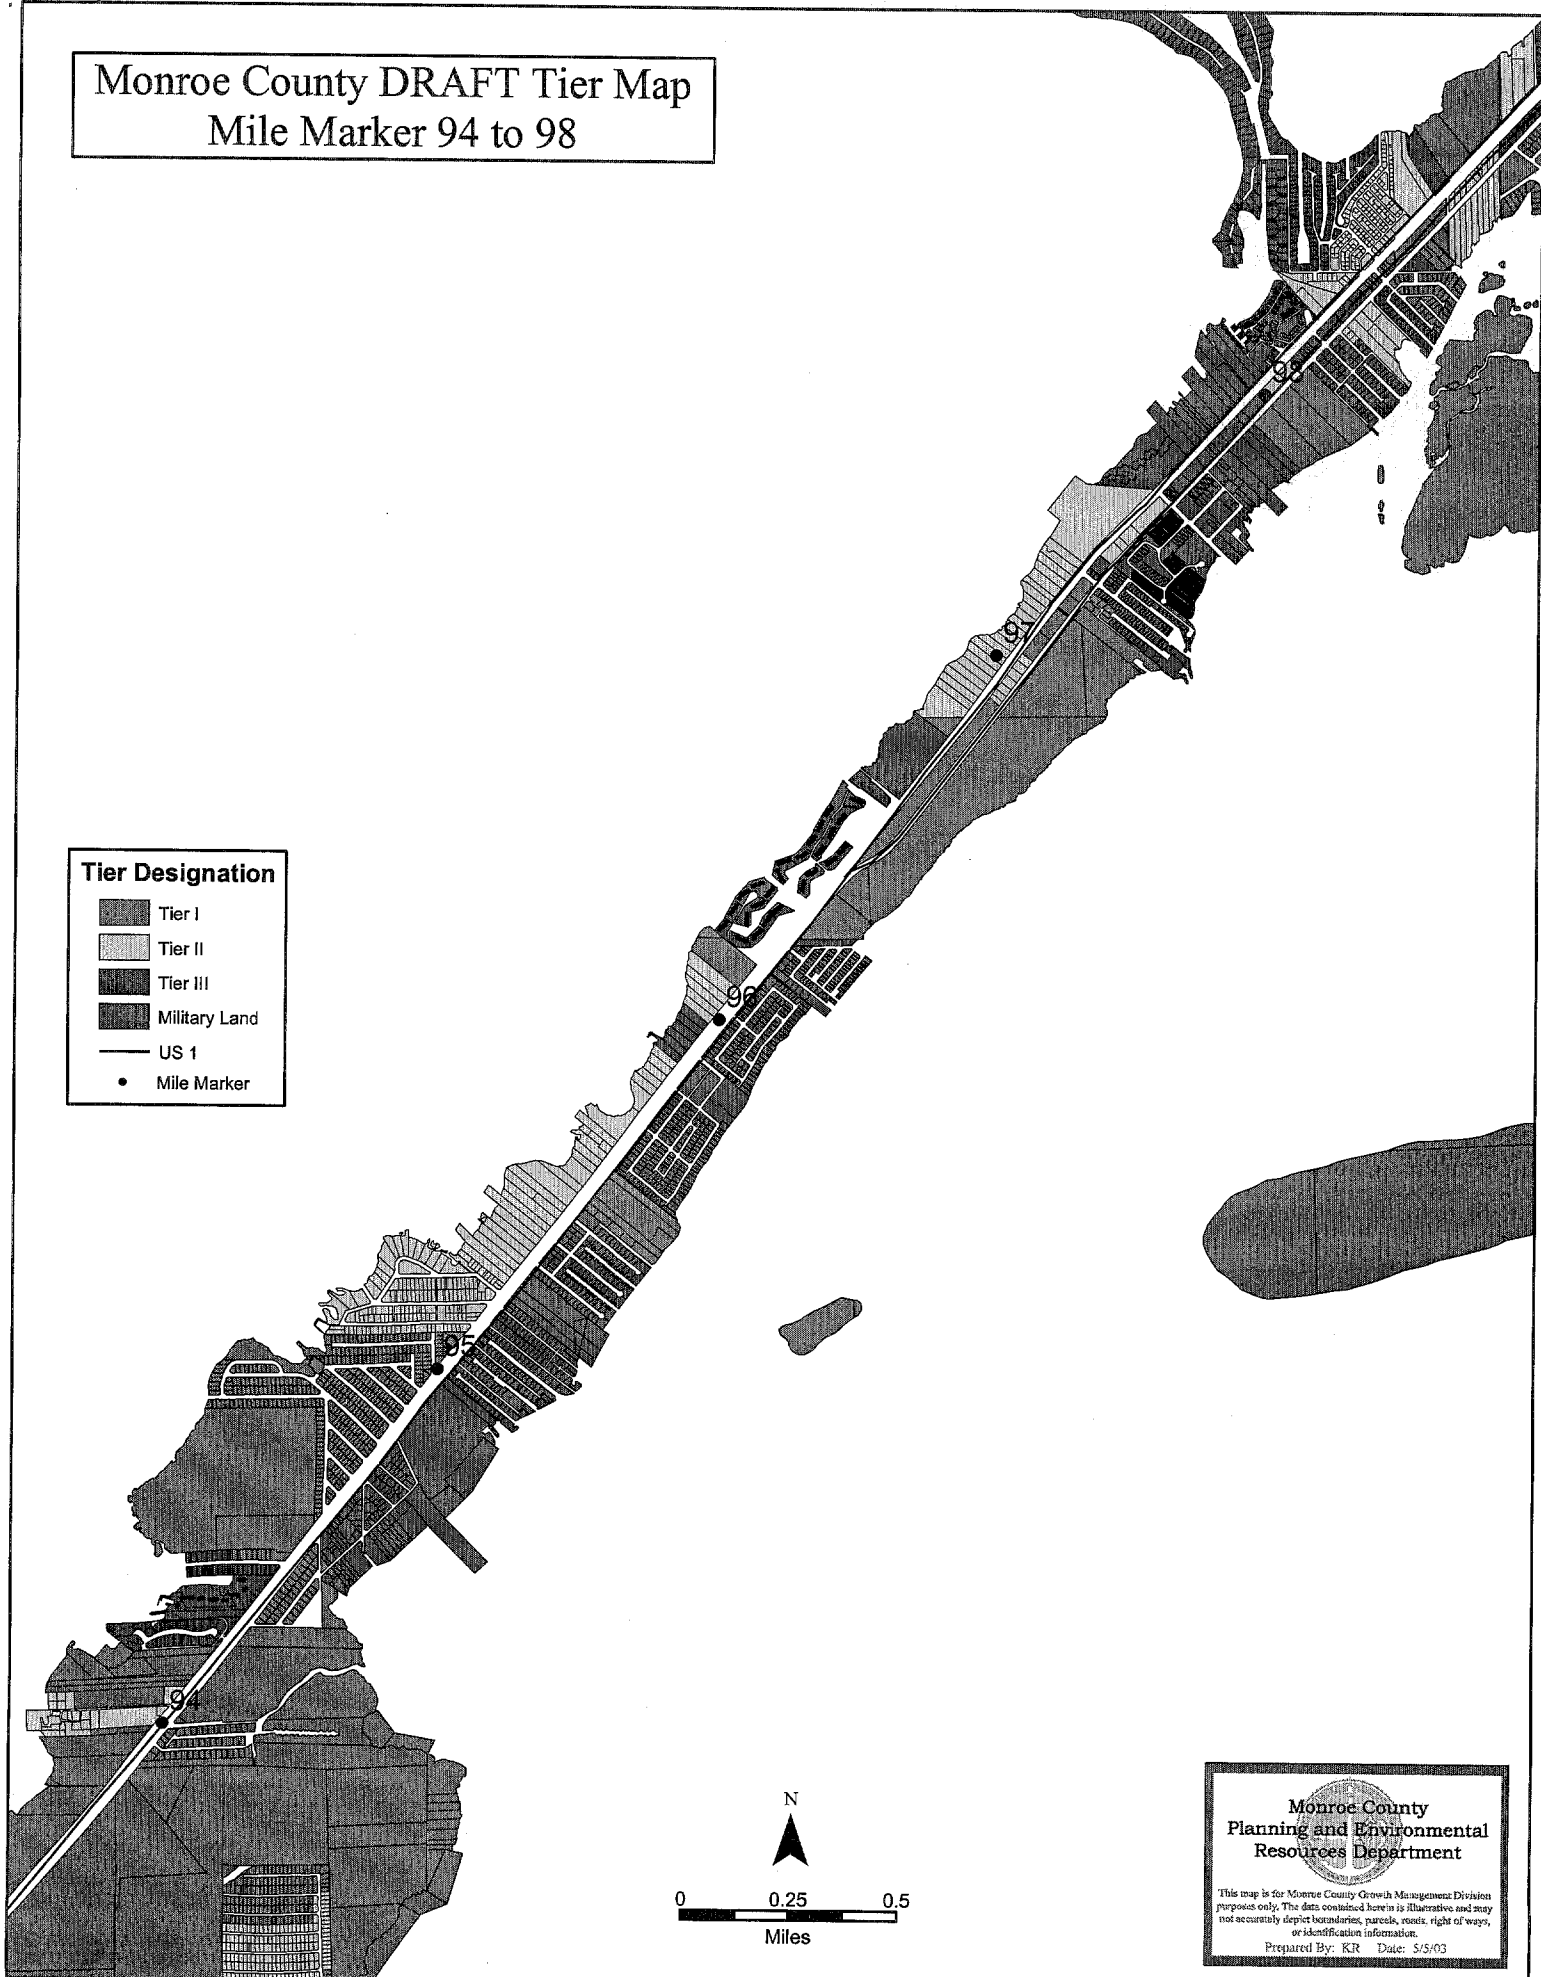 Monroe County DRAFT Tier Map
Mile Marker 94 to 98
98
97
96
95
94
Tier Designation
Tier I
Tier II
Tier III
Military Land
US 1
Mile Marker
N
0 0.25 0.5
Miles
Monroe County
Planning and Environmental
Resources Department
This map is for Monroe County Growth Management Division
purposes only. The data contained herein is illustrative and may
not accurately depict boundaries, parcels, roads, right of ways,
or identification information.
Prepared By: KR Date: 5/5/03